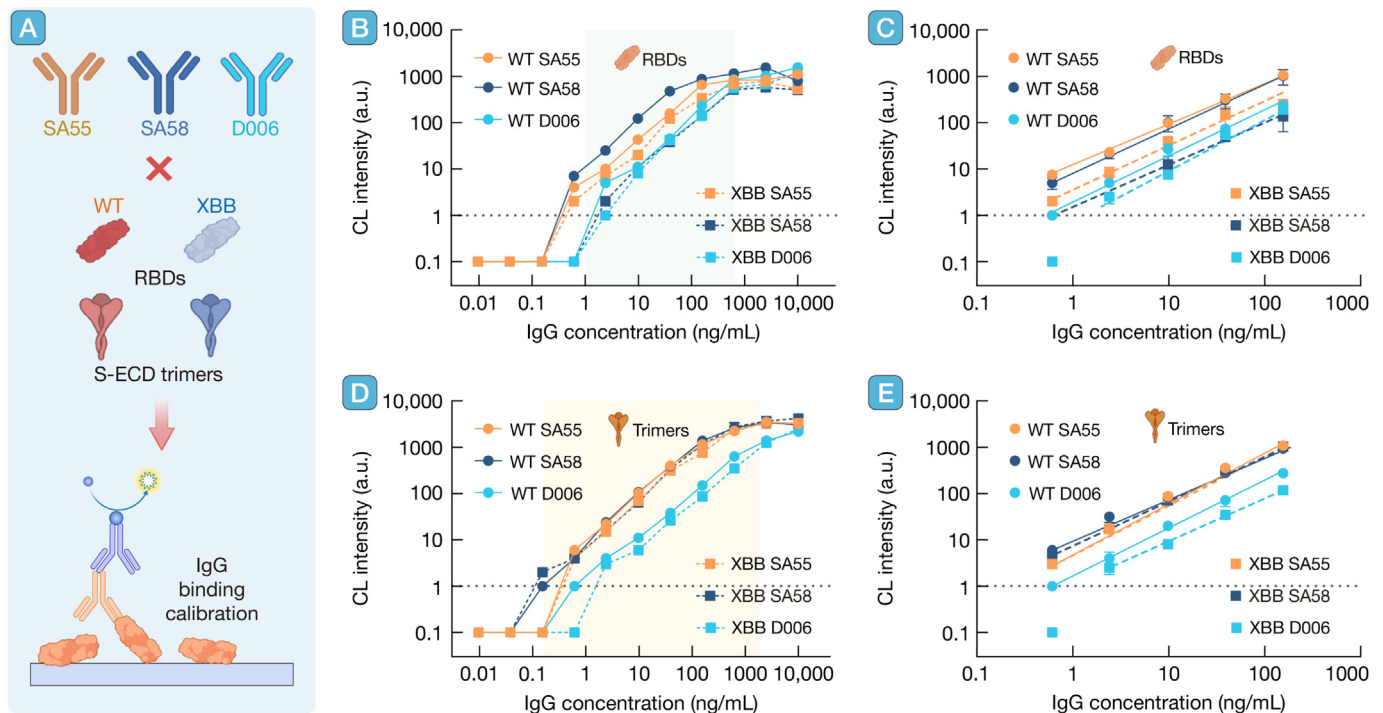 A
SA55
SA58
D006
WT
XBB
RBDs
S-ECD trimers
IgG
binding
calibration
B
CL intensity (a.u.)
10,000
1000
100
10
1
0.1
WT SA55
WT SA58
WT D006
RBDs
XBB SA55
XBB SA58
XBB D006
0.01
0.1
1
10
100
1000
10,000
IgG concentration (ng/mL)
C
CL intensity (a.u.)
10,000
1000
100
10
1
0.1
WT SA55
WT SA58
WT D006
RBDs
XBB SA55
XBB SA58
XBB D006
0.1
1
10
100
1000
IgG concentration (ng/mL)
D
CL intensity (a.u.)
10,000
1000
100
10
1
0.1
WT SA55
WT SA58
WT D006
Trimers
XBB SA55
XBB SA58
XBB D006
0.01
0.1
1
10
100
1000
10,000
IgG concentration (ng/mL)
E
CL intensity (a.u.)
10,000
1000
100
10
1
0.1
WT SA55
WT SA58
WT D006
Trimers
XBB SA55
XBB SA58
XBB D006
0.1
1
10
100
1000
IgG concentration (ng/mL)